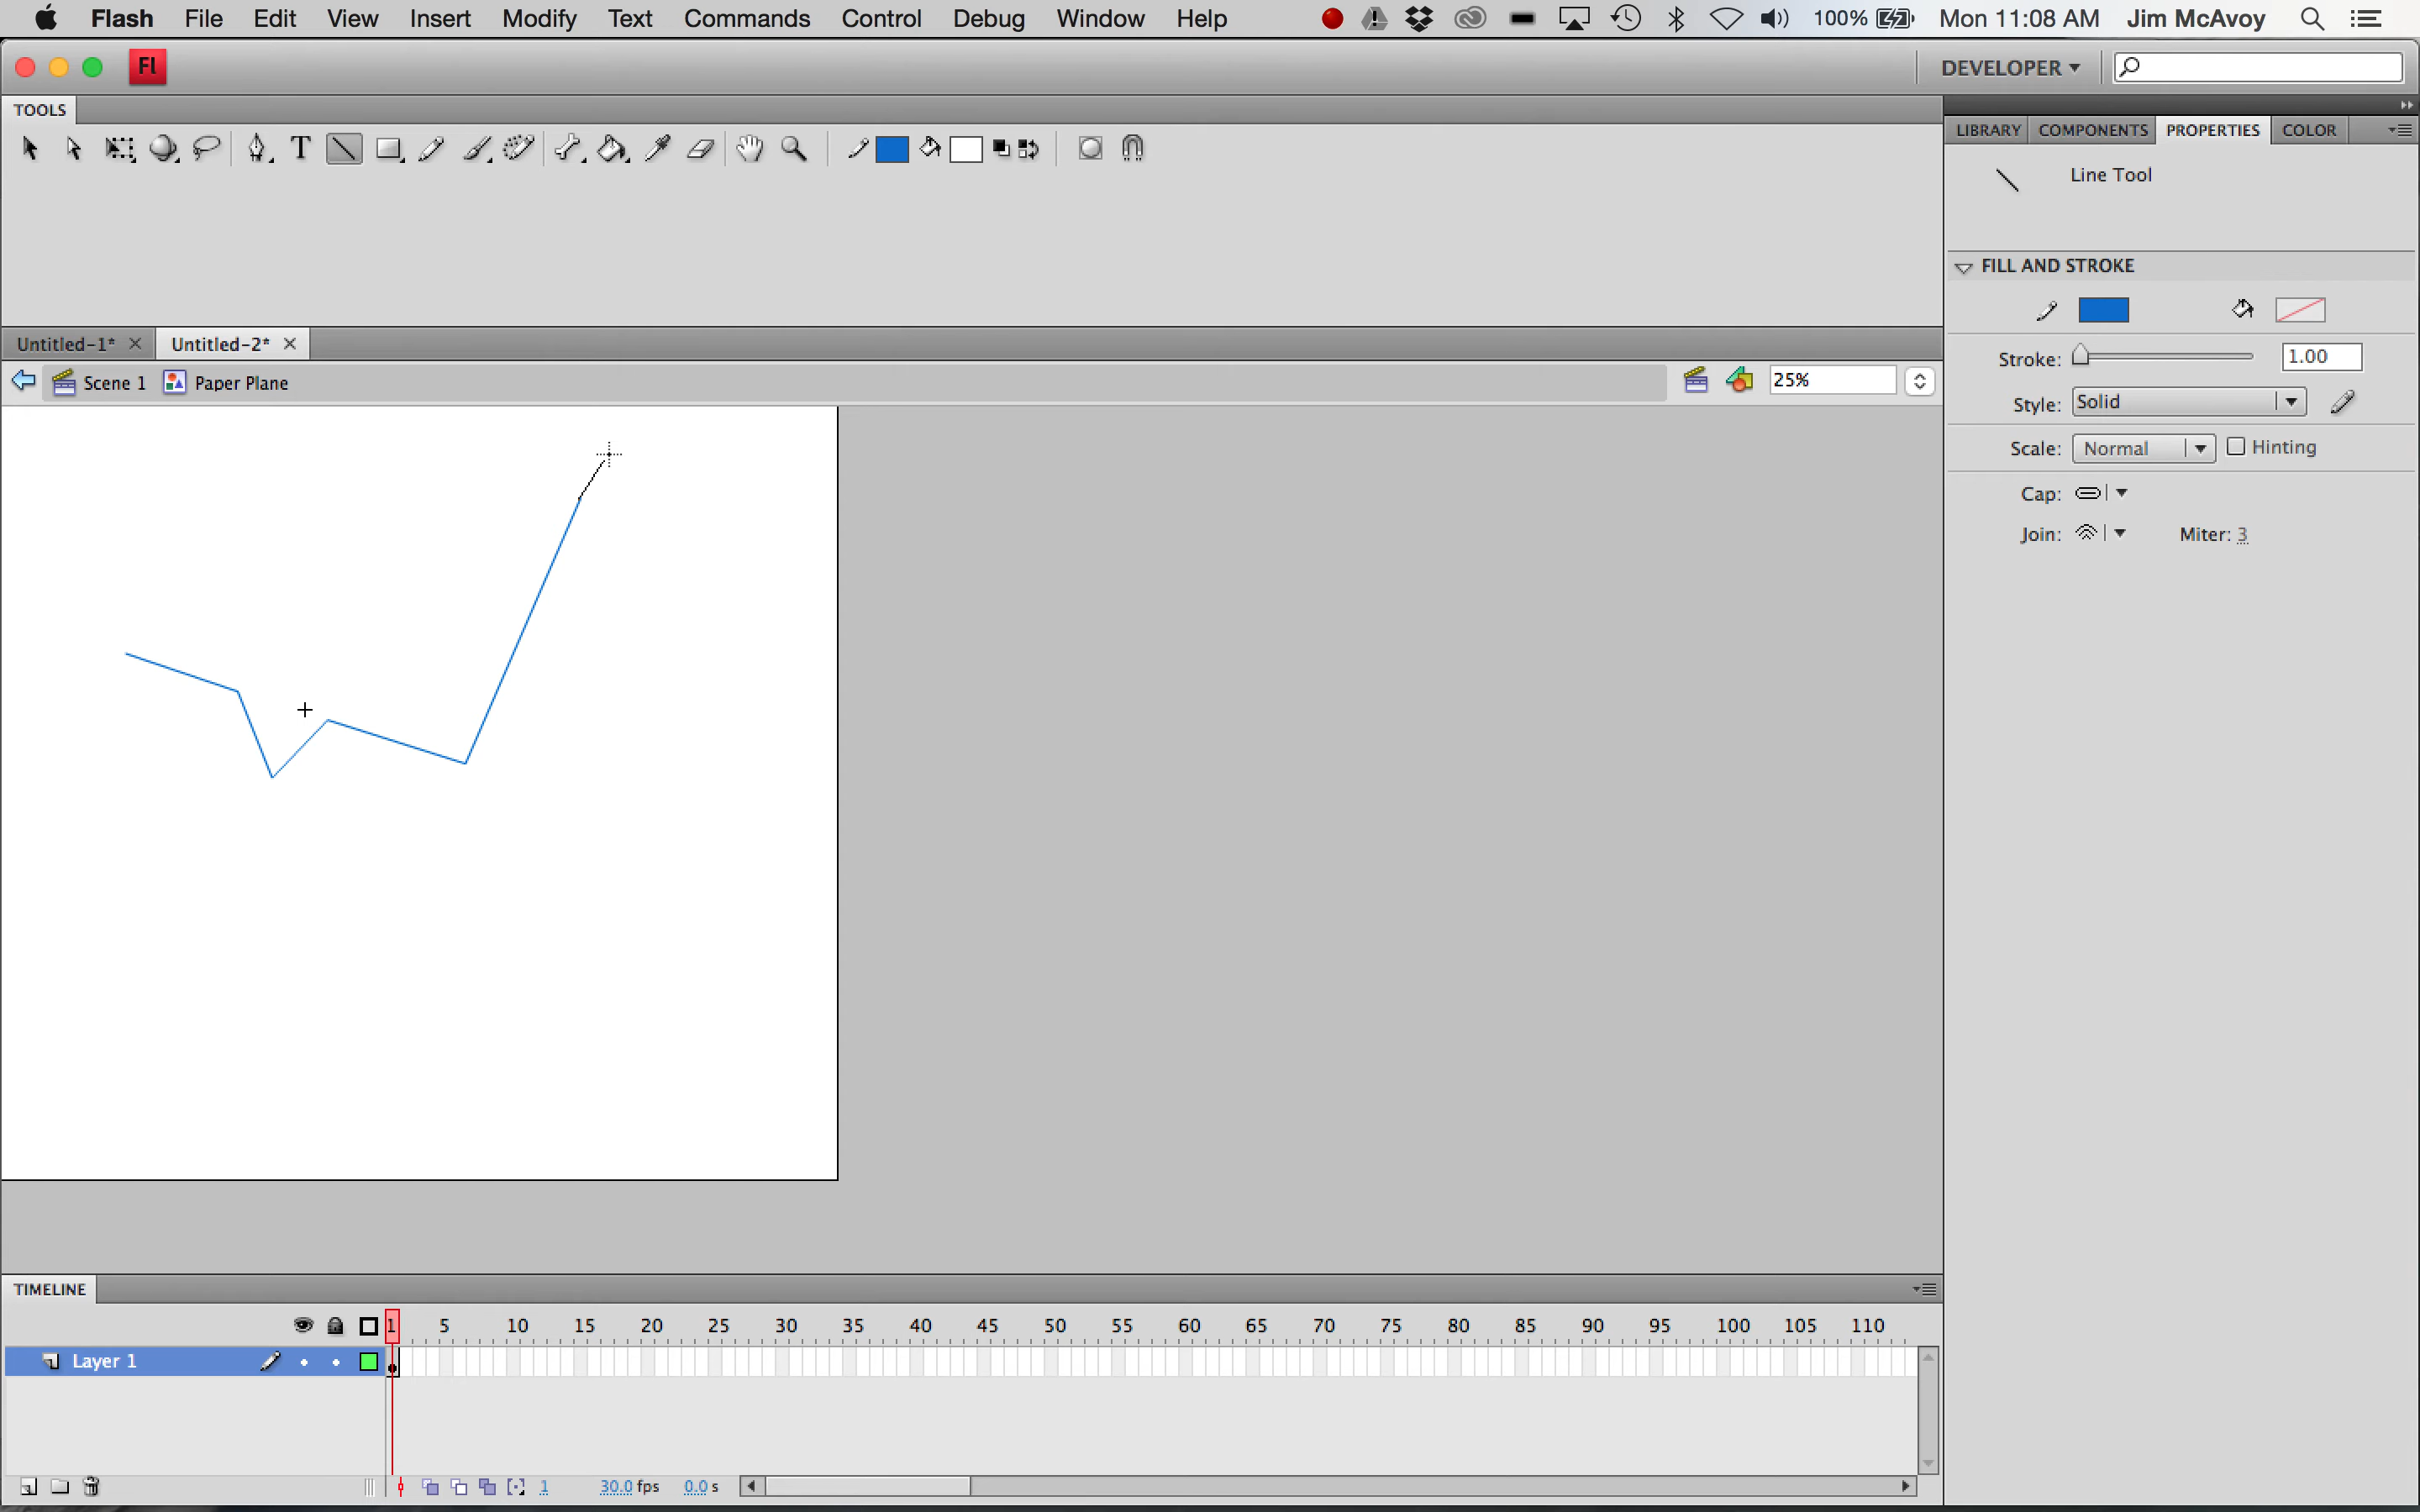 Flash File Edit View Insert Modify Text Commands Control Debug Window Help 100% Mon 11:08 AM Jim McAvoy
Fl DEVELOPER
TOOLS
LIBRARY COMPONENTS PROPERTIES COLOR
T
Line Tool
FILL AND STROKE
Untitled-1* Untitled-2*
Stroke: 1.00
Scene 1 Paper Plane 25%
Style: Solid
Scale: Normal Hinting
Cap:
Join: Miter: 3
TIMELINE
1 5 10 15 20 25 30 35 40 45 50 55 60 65 70 75 80 85 90 95 100 105 110
Layer 1
1 30.0 fps 0.0 s